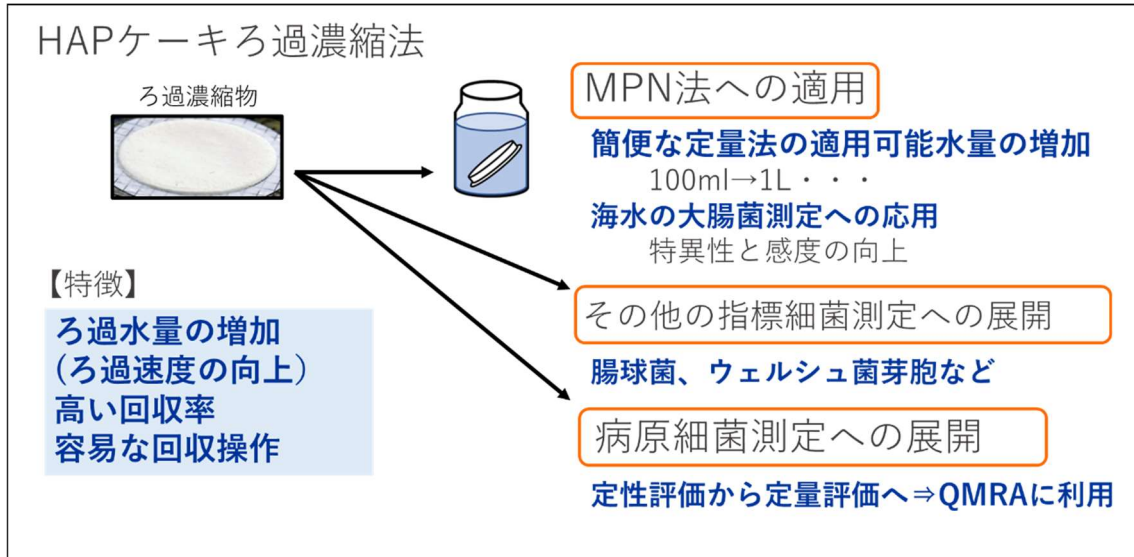 HAPケーキろ過濃縮法
ろ過濃縮物
【特徴】
ろ過水量の増加
(ろ過速度の向上)
高い回収率
容易な回収操作
MPN法への適用
簡便な定量法の適用可能水量の増加
100ml→1L・・・
海水の大腸菌測定への応用
特異性と感度の向上
その他の指標細菌測定への展開
腸球菌、ウェルシュ菌芽胞など
病原細菌測定への展開
定性評価から定量評価へ⇒QMRAに利用